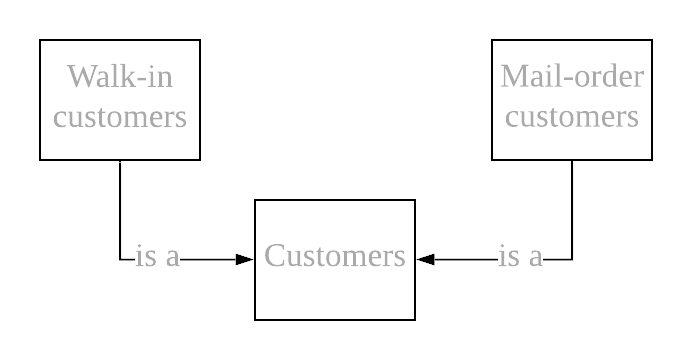 Walk-in
customers
Mail-order
customers
is a
Customers
is a